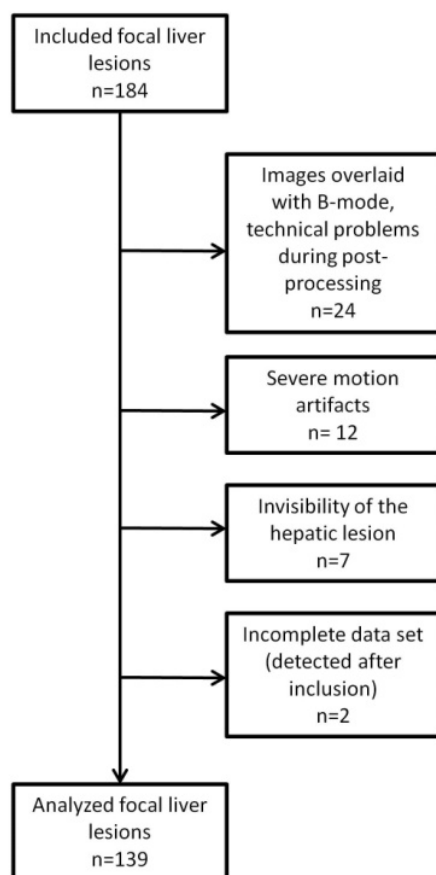 Included focal liver
lesions
n=184
Images overlaid
with B-mode,
technical problems
during post-
processing
n=24
Severe motion
artifacts
n= 12
Invisibility of the
hepatic lesion
n=7
Incomplete data set
(detected after
inclusion)
n=2
Analyzed focal liver
lesions
n=139